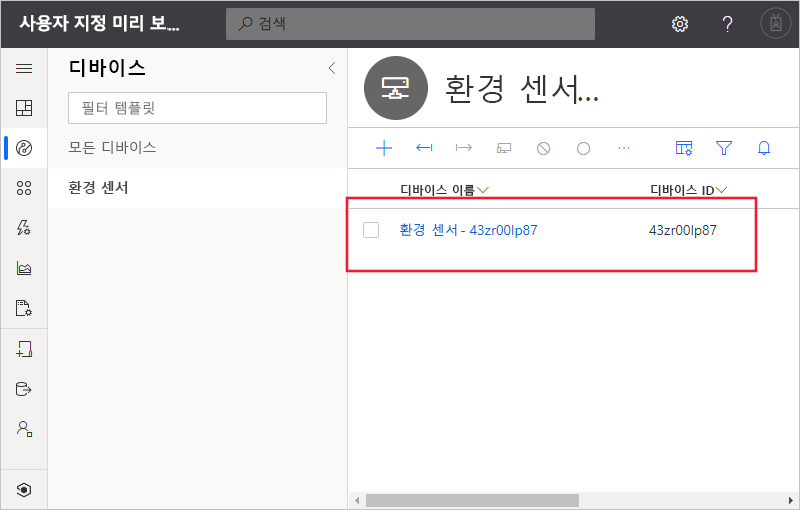 사용자 지정 미리 보...
검색
디바이스
필터 템플릿
모든 디바이스
환경 센서
환경 센서...
디바이스 이름 디바이스 ID
환경 센서 - 43zr00lp87 43zr00lp87